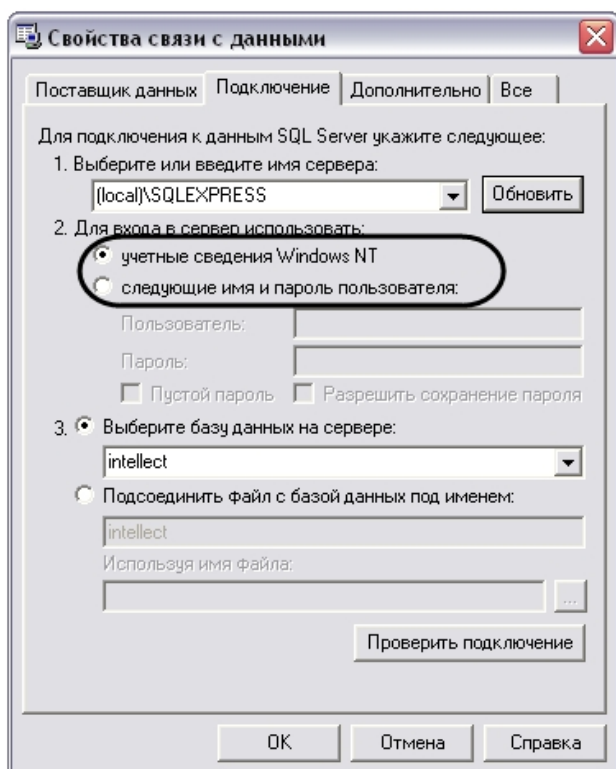 Свойства связи с данными
Поставщик данных Подключение Дополнительно Все
Для подключения к данным SQL Server укажите следующее:
1. Выберите или введите имя сервера:
(local)\SQLEXPRESS Обновить
2. Для входа в сервер использовать:
учетные сведения Windows NT
следующие имя и пароль пользователя:
Пользователь:
Пароль:
Пустой пароль Разрешить сохранение пароля
3. Выберите базу данных на сервере:
intellect
Подсоединить файл с базой данных под именем:
intellect
Используя имя файла:
...
Проверить подключение
OK Отмена Справка